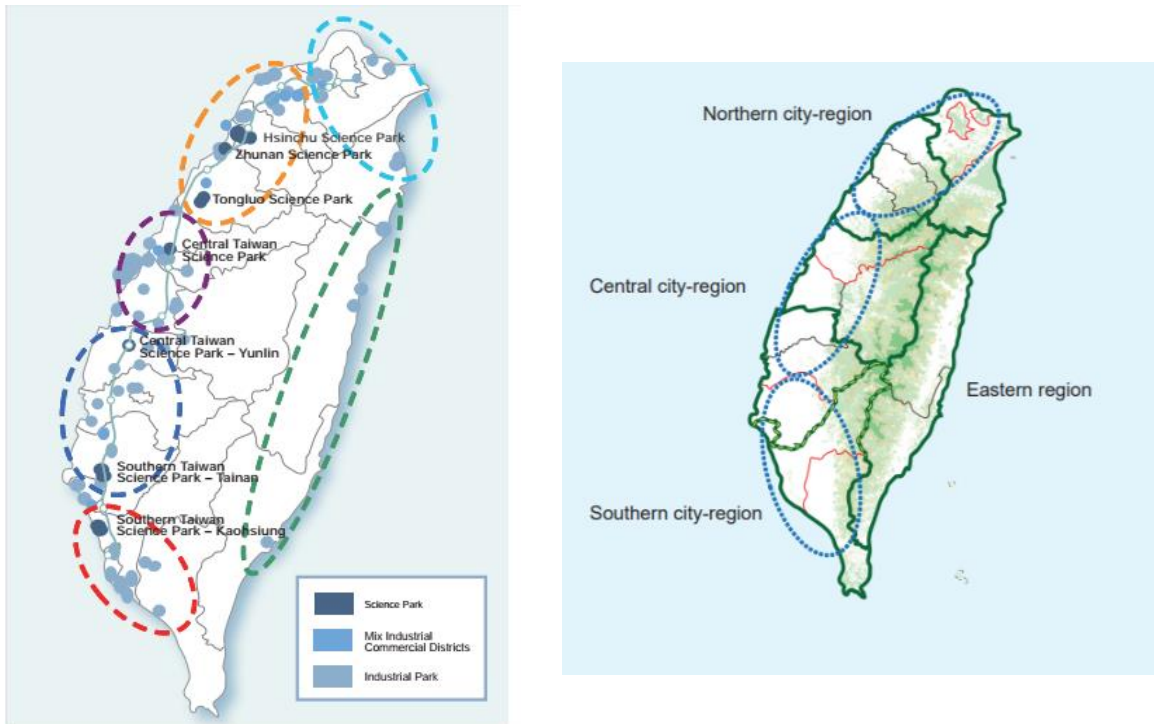 Hsinchu Science Park
Zhunan Science Park
Tongluo Science Park
Central Taiwan
Science Park
Central Taiwan
Science Park – Yunlin
Southern Taiwan
Science Park – Tainan
Southern Taiwan
Science Park – Kaohsiung
Science Park
Mix Industrial
Commercial Districts
Industrial Park
Northern city-region
Central city-region
Eastern region
Southern city-region